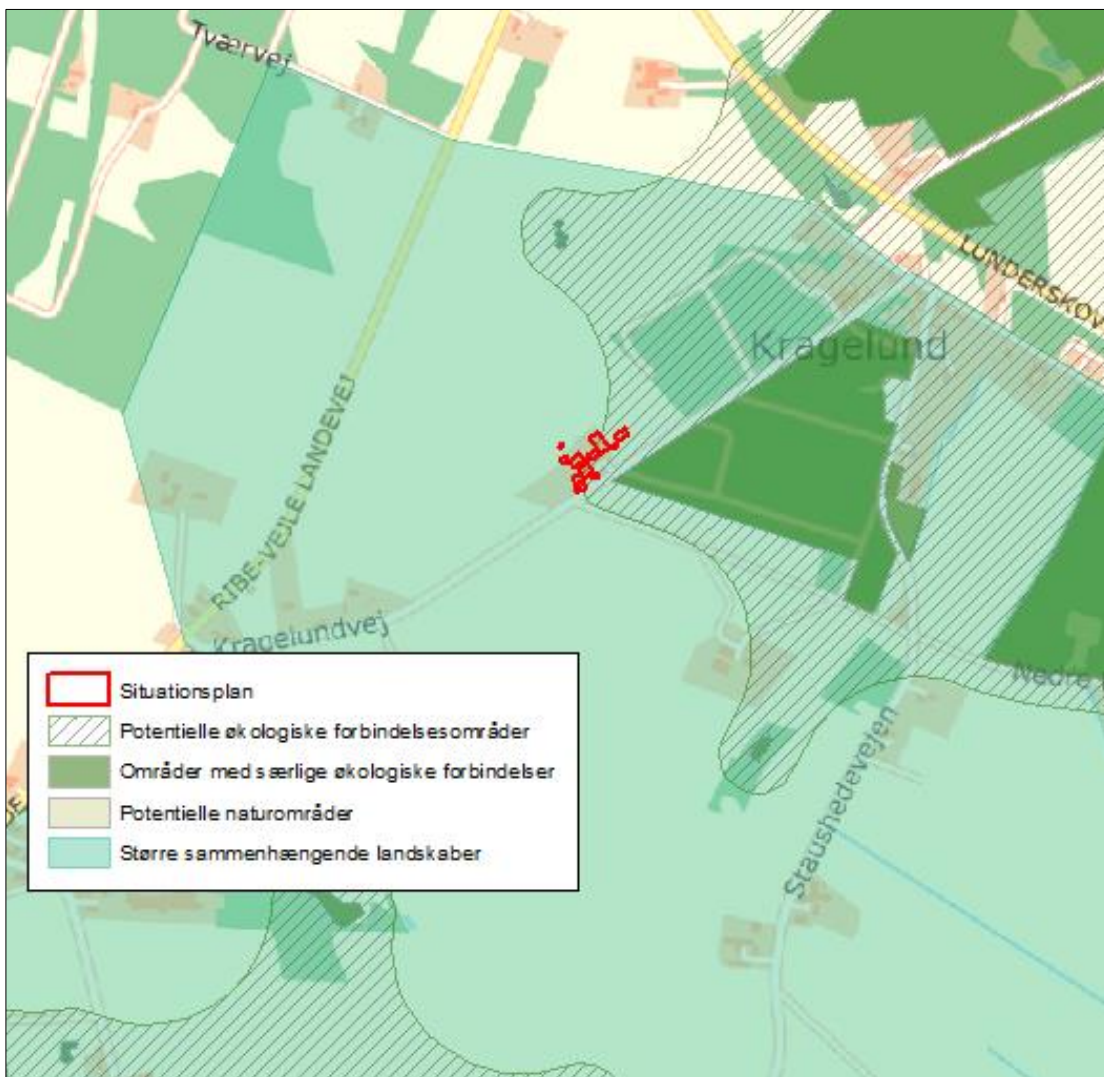 Tværvej
LUNDERSKOV
Kragelund
RIBE-VEJLE LANDEVEJ
Kragelundvej
Nedre
Staushedevejen
Situationsplan
Potentielle økologiske forbindelsesområder
Områder med særlige økologiske forbindelser
Potentielle naturområder
Større sammenhængende landskaber